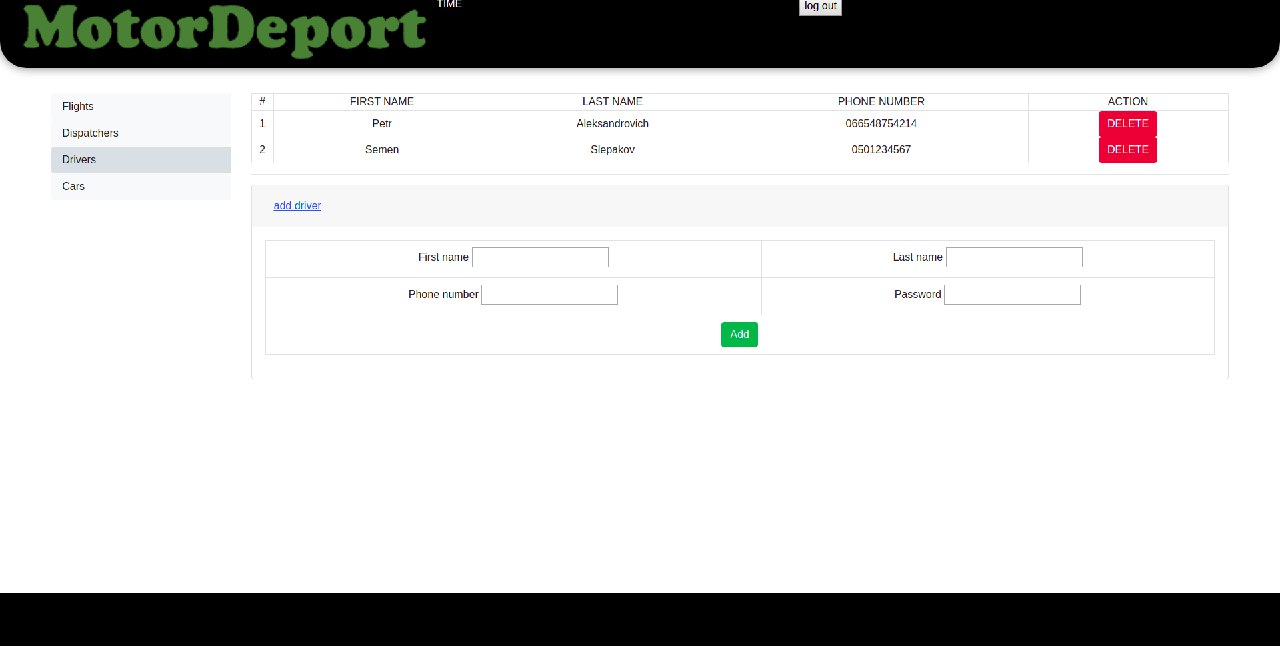 MotorDeport TIME log out
Flights
Dispatchers
Drivers
Cars
# FIRST NAME LAST NAME PHONE NUMBER ACTION
1 Petr Aleksandrovich 066548754214 DELETE
2 Semen Slepakov 0501234567 DELETE
add driver
First name Last name
Phone number Password
Add